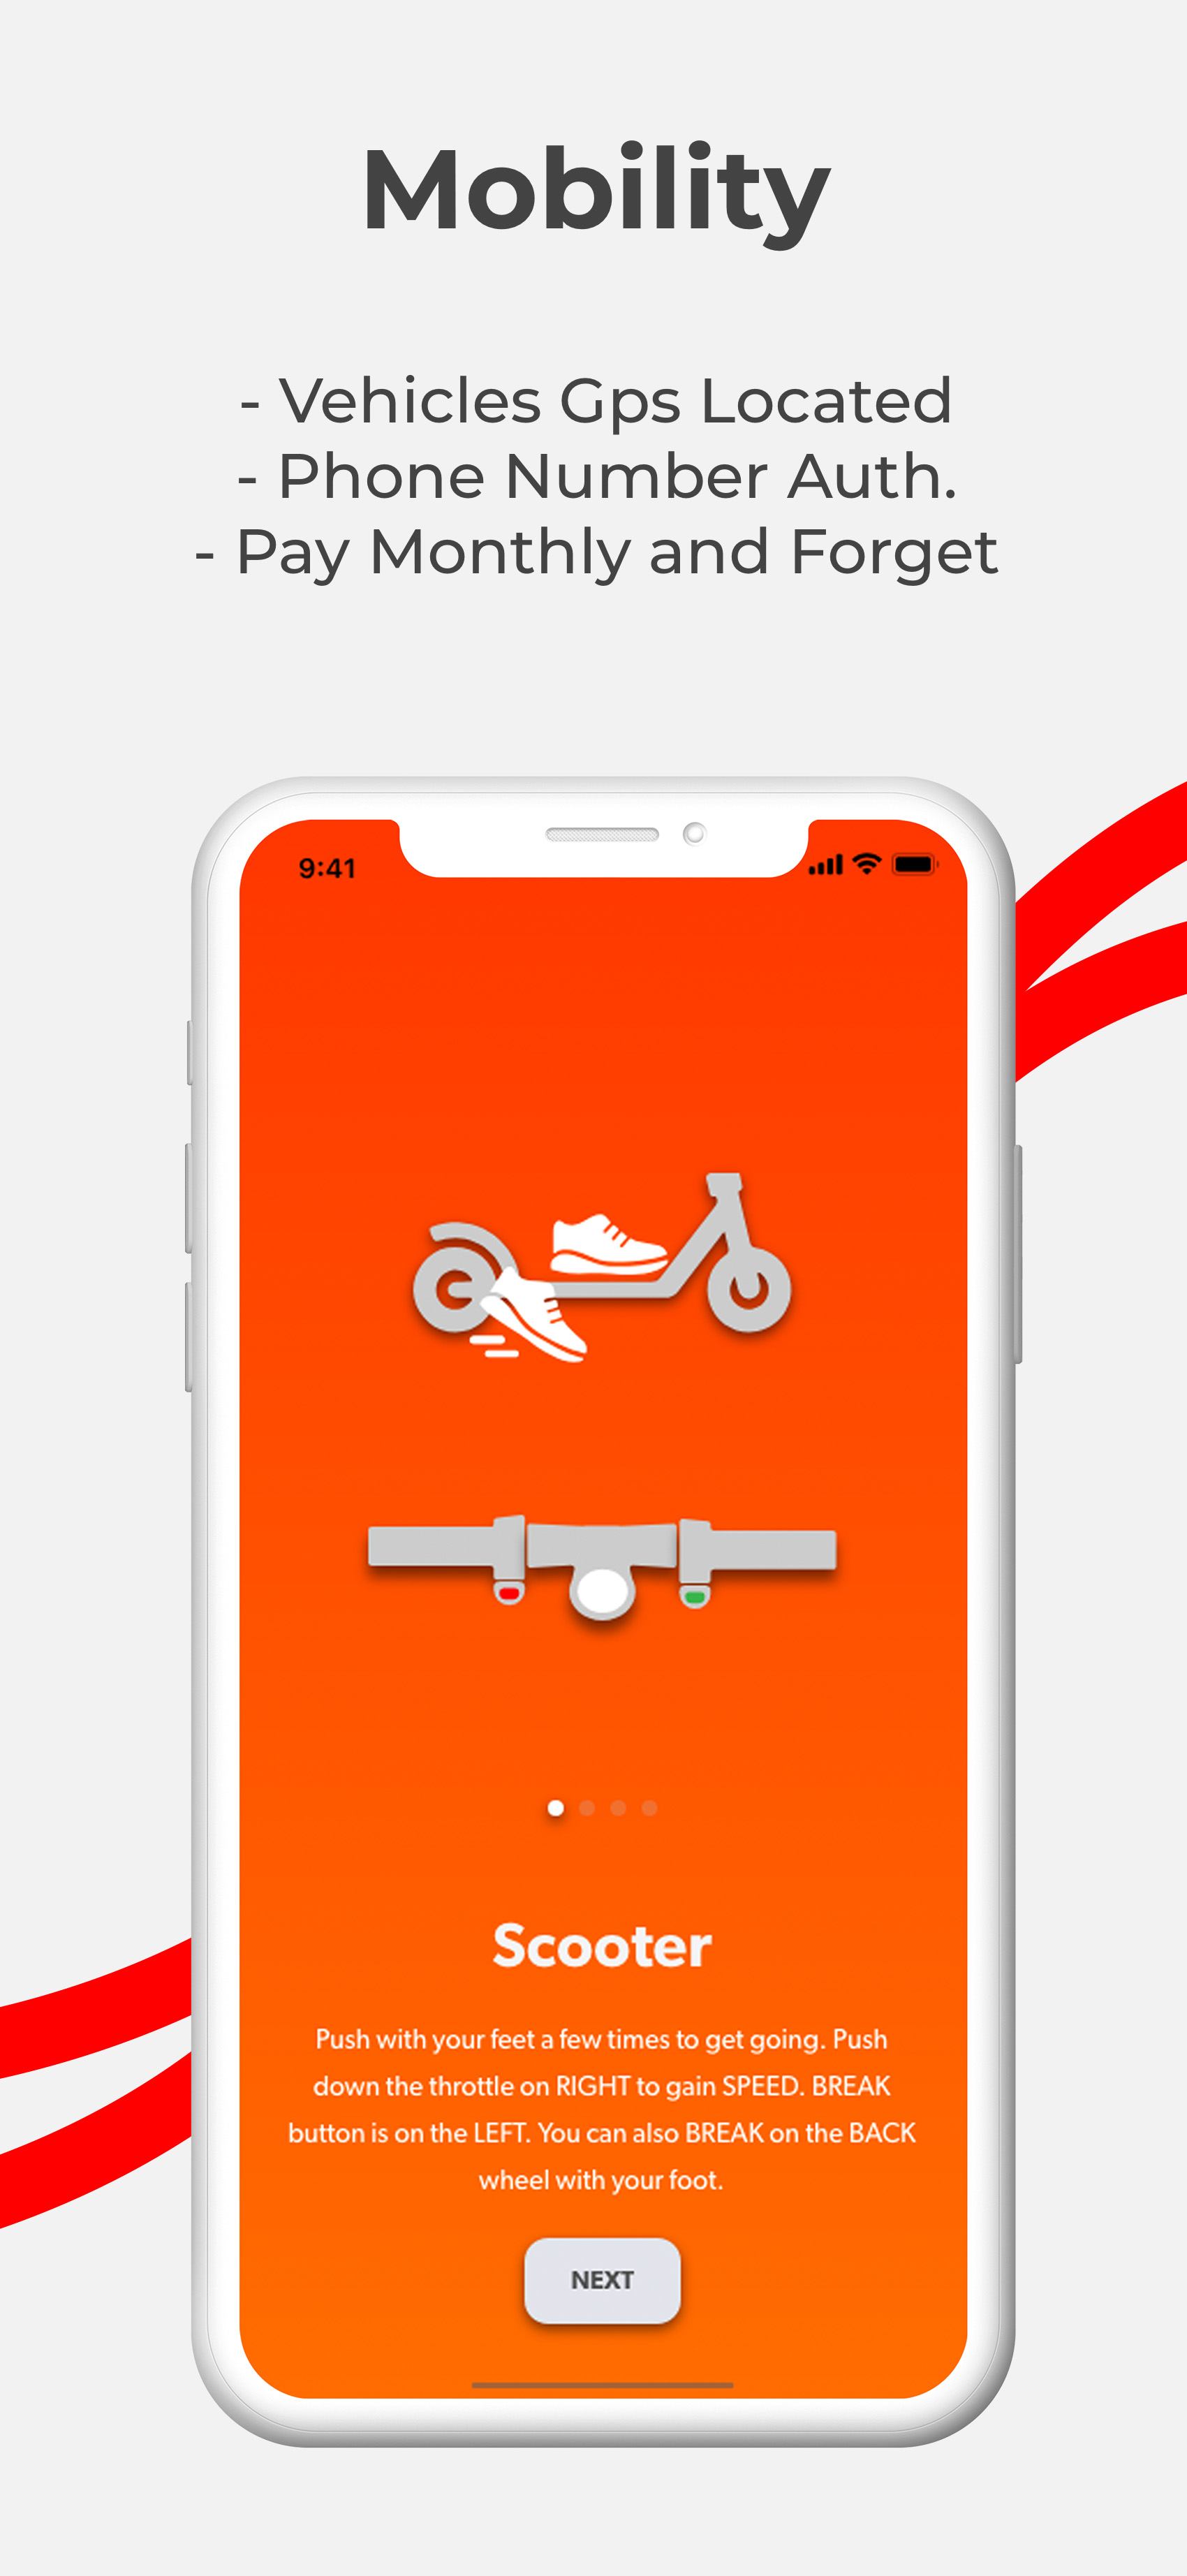 Mobility
- Vehicles Gps Located
- Phone Number Auth.
- Pay Monthly and Forget
9:41
Scooter
Push with your feet a few times to get going. Push
down the throttle on RIGHT to gain SPEED. BREAK
button is on the LEFT. You can also BREAK on the BACK
wheel with your foot.
NEXT